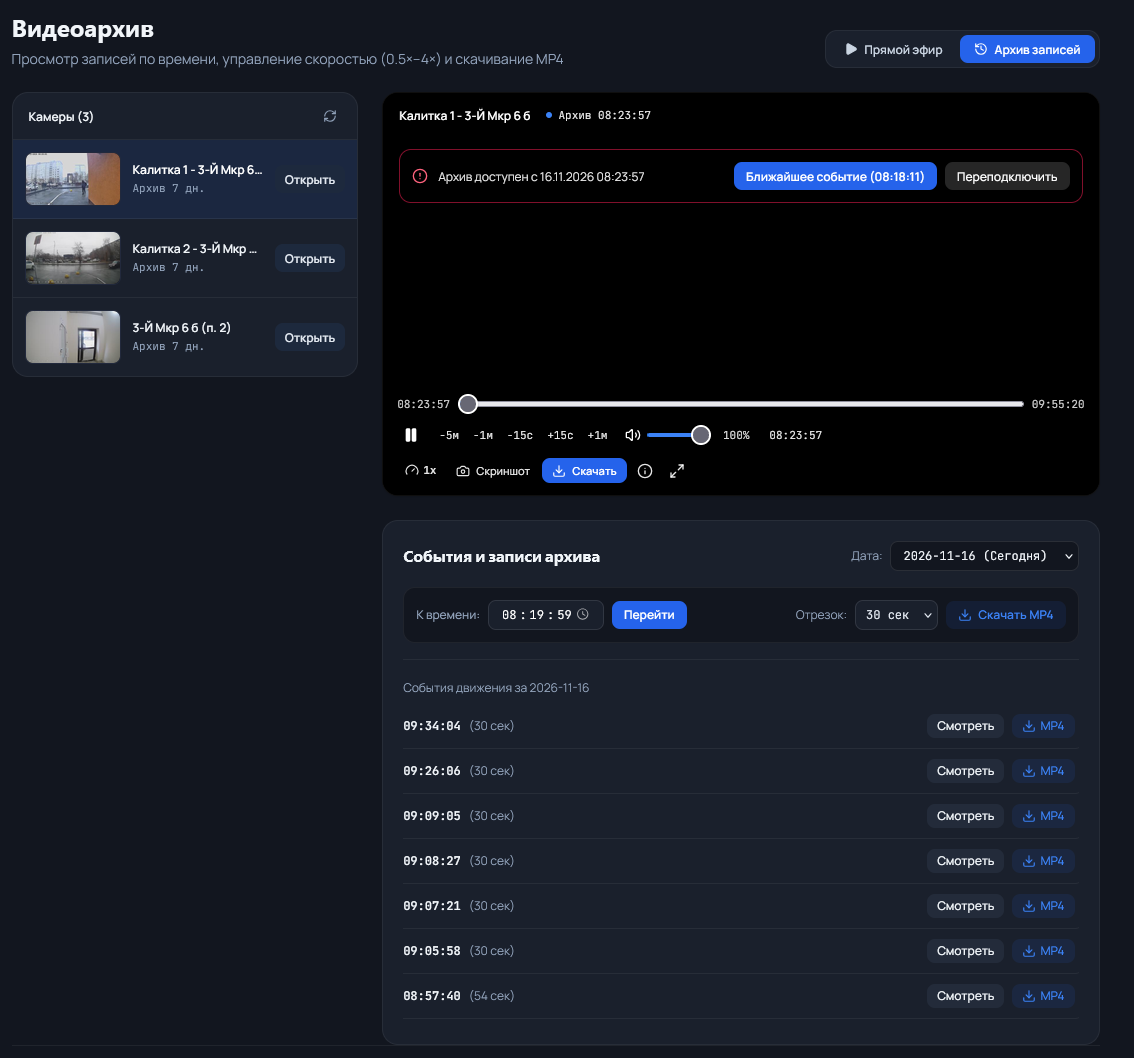 Видеоархив
Просмотр записей по времени, управление скоростью (0.5×–4×) и скачивание MP4
Прямой эфир
Архив записей
Камеры (3)
Калитка 1 - 3-Й Мкр 6...
Архив 7 дн.
Открыть
Калитка 2 - 3-Й Мкр ...
Архив 7 дн.
Открыть
3-Й Мкр 6 б (п. 2)
Архив 7 дн.
Открыть
Калитка 1 - 3-Й Мкр 6 б
Архив 08:23:57
Архив доступен с 16.11.2026 08:23:57
Ближайшее событие (08:18:11)
Переподключить
08:23:57
09:55:20
-5м -1м -15с +15с +1м 100% 08:23:57
1x Скриншот Скачать
События и записи архива
Дата: 2026-11-16 (Сегодня)
К времени: 08:19:59 Перейти
Отрезок: 30 сек Скачать MP4
События движения за 2026-11-16
09:34:04 (30 сек) Смотреть MP4
09:26:06 (30 сек) Смотреть MP4
09:09:05 (30 сек) Смотреть MP4
09:08:27 (30 сек) Смотреть MP4
09:07:21 (30 сек) Смотреть MP4
09:05:58 (30 сек) Смотреть MP4
08:57:40 (54 сек) Смотреть MP4